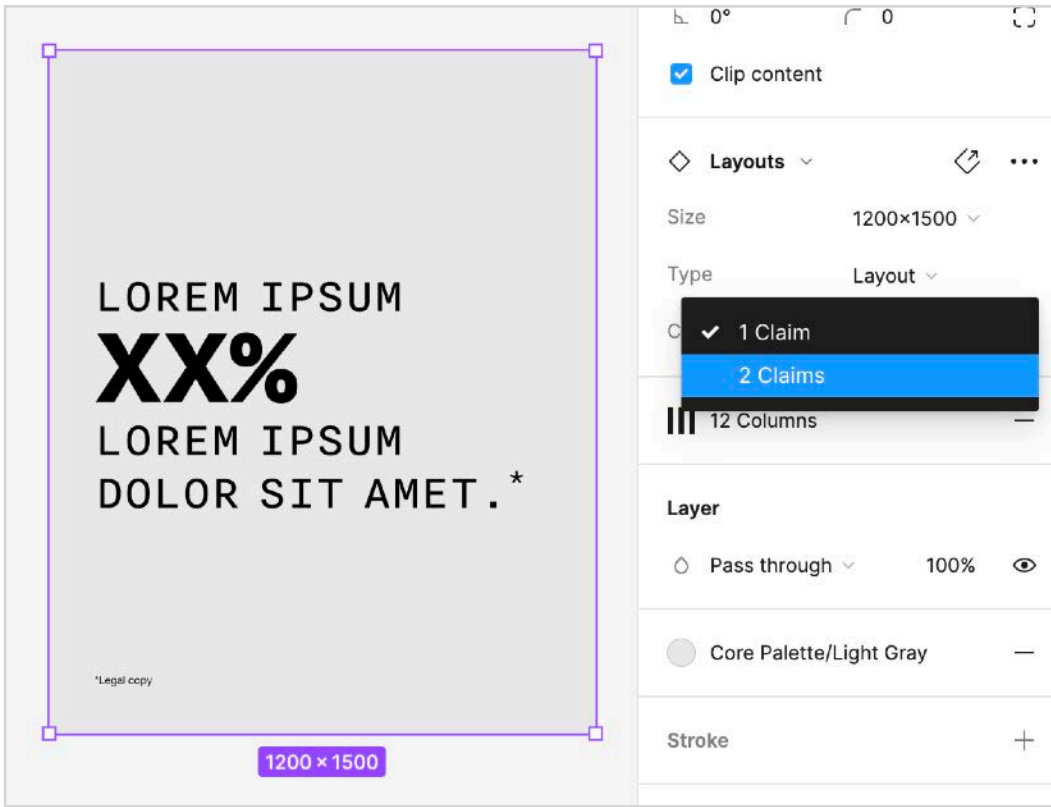 LOREM IPSUM
XX%
LOREM IPSUM
DOLOR SIT AMET.*
*Legal copy
1200 × 1500
0°
0
Clip content
Layouts
Size
1200×1500
Type
Layout
C
1 Claim
2 Claims
12 Columns
Layer
Pass through
100%
Core Palette/Light Gray
Stroke